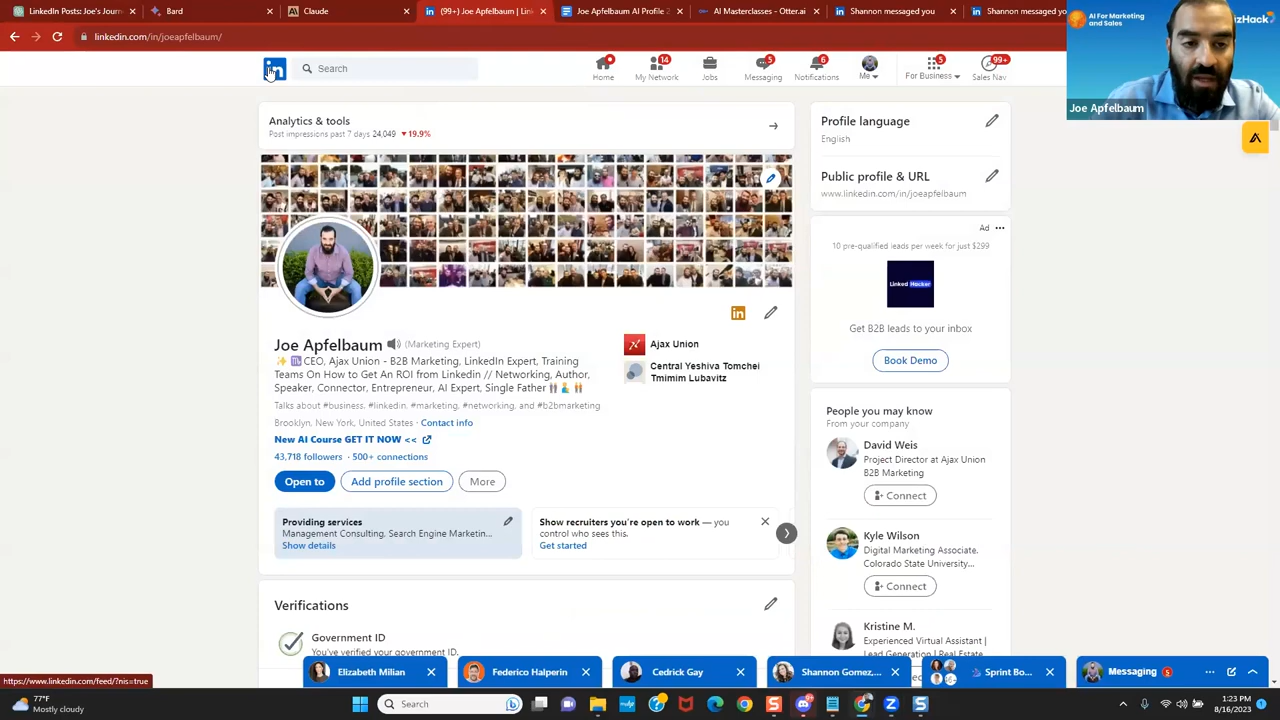 LinkedIn Posts: Joe's Journ
Bard
Claude
(99+) Joe Apfelbaum | Link
Joe Apfelbaum AI Profile 2
AI Masterclasses - Otter.ai
Shannon messaged you
Shannon messaged you
linkedin.com/in/joeapfelbaum/
AI For Marketing
and Sales
BizHack
Joe Apfelbaum
Search
Home
14
My Network
Jobs
5
Messaging
6
Notifications
Me
5
For Business
99+
Sales Nav
Analytics & tools
Post impressions past 7 days 24,049 ▼19.9%
→
Joe Apfelbaum (Marketing Expert)
✨ ♏ CEO, Ajax Union - B2B Marketing, LinkedIn Expert, Training
Teams On How to Get An ROI from Linkedin // Networking, Author,
Speaker, Connector, Entrepreneur, AI Expert, Single Father
Talks about #business, #linkedin, #marketing, #networking, and #b2bmarketing
Brooklyn, New York, United States · Contact info
New AI Course GET IT NOW <<
43,718 followers · 500+ connections
Ajax Union
Central Yeshiva Tomchei
Tmimim Lubavitz
Open to
Add profile section
More
Providing services
Management Consulting, Search Engine Marketin...
Show details
Show recruiters you're open to work — you
control who sees this.
Get started
Verifications
Government ID
You've verified your government ID.
Profile language
English
Public profile & URL
www.linkedin.com/in/joeapfelbaum
Ad
10 pre-qualified leads per week for just $299
Linked Hacker
Get B2B leads to your inbox
Book Demo
People you may know
From your company
David Weis
Project Director at Ajax Union
B2B Marketing
Connect
Kyle Wilson
Digital Marketing Associate.
Colorado State University...
Connect
Kristine M.
Experienced Virtual Assistant |
Lead Generation | Real Estate
Elizabeth Milian
Federico Halperin
Cedrick Gay
Shannon Gomez,...
Sprint Bo...
Messaging 5
https://www.linkedin.com/feed/?nis=true
77°F
Mostly cloudy
Search
1:23 PM
8/16/2023